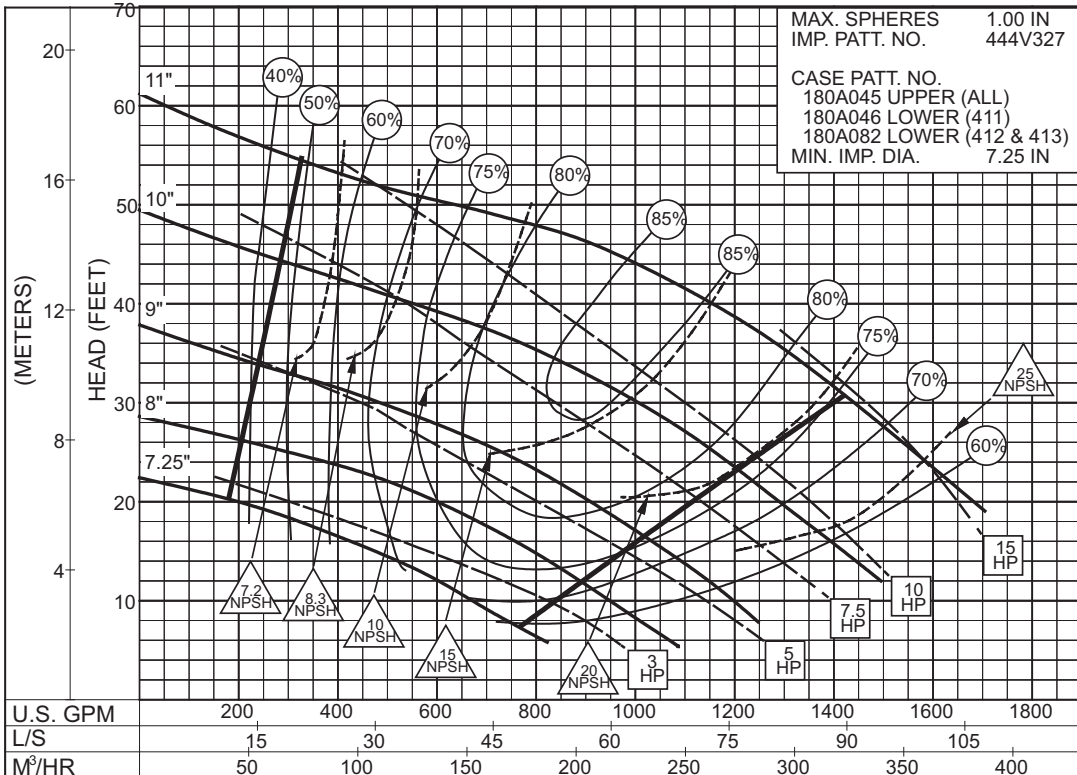 MAX. SPHERES 1.00 IN
IMP. PATT. NO. 444V327
CASE PATT. NO.
180A045 UPPER (ALL)
180A046 LOWER (411)
180A082 LOWER (412 & 413)
MIN. IMP. DIA. 7.25 IN
(METERS)
20
16
12
8
4
HEAD (FEET)
70
60
50
40
30
20
10
11"
10"
9"
8"
7.25"
40%
50%
60%
70%
75%
80%
85%
85%
80%
75%
70%
60%
25
NPSH
7.2
NPSH
8.3
NPSH
10
NPSH
15
NPSH
20
NPSH
3
HP
5
HP
7.5
HP
10
HP
15
HP
U.S. GPM 200 400 600 800 1000 1200 1400 1600 1800
L/S 15 30 45 60 75 90 105
M³/HR 50 100 150 200 250 300 350 400